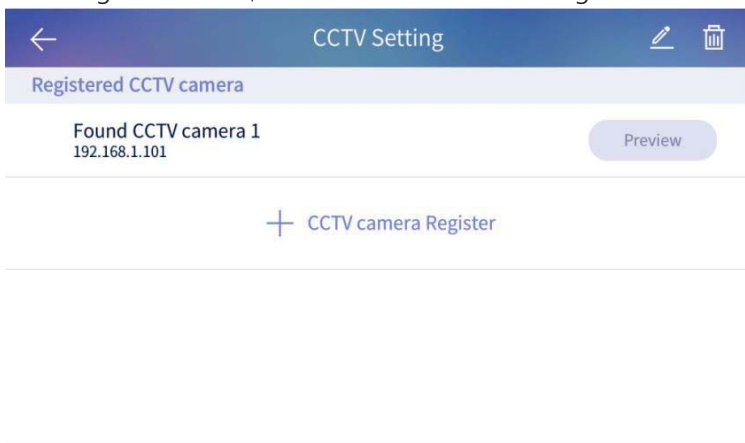 CCTV Setting
Registered CCTV camera
Found CCTV camera 1
192.168.1.101
Preview
CCTV camera Register